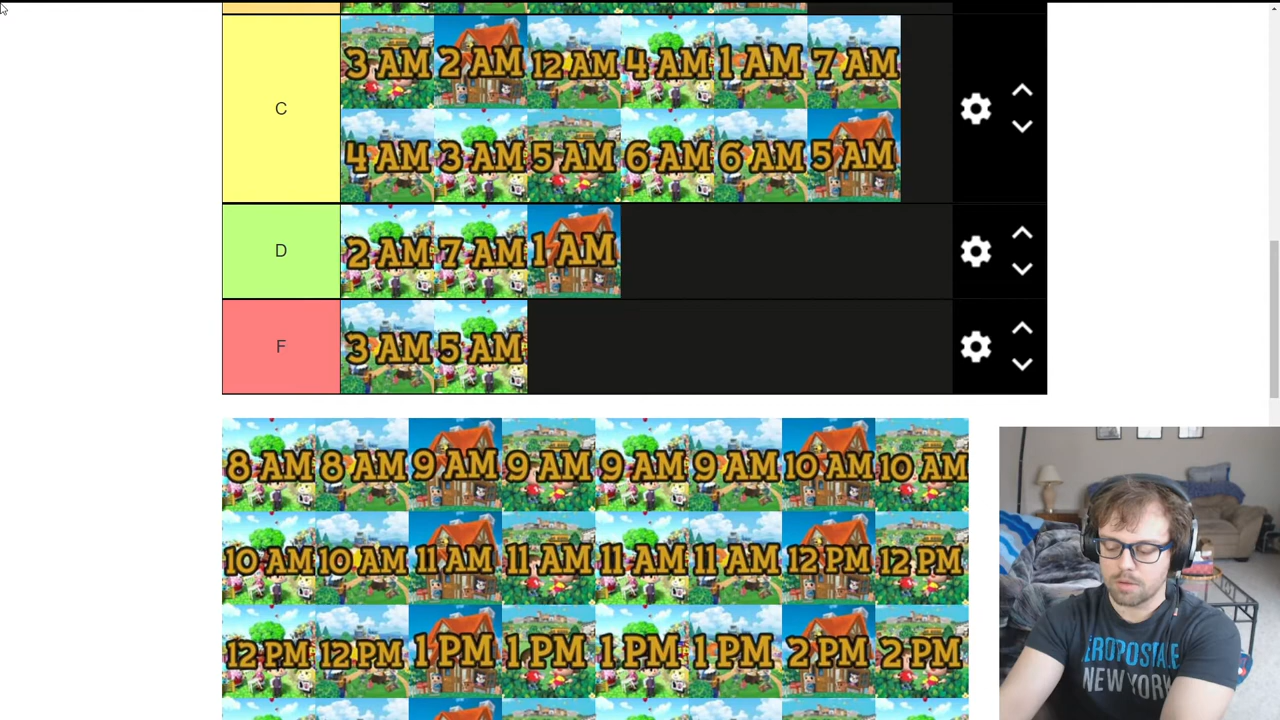 C
3 AM 2 AM 12 AM 4 AM 1 AM 7 AM
4 AM 3 AM 5 AM 6 AM 6 AM 5 AM
D
2 AM 7 AM 1 AM
F
3 AM 5 AM
8 AM 8 AM 9 AM 9 AM 9 AM 9 AM 10 AM 10 AM
10 AM 10 AM 11 AM 11 AM 11 AM 11 AM 12 PM 12 PM
12 PM 12 PM 1 PM 1 PM 1 PM 1 PM 2 PM 2 PM
AEROPOSTALE
NEW YORK